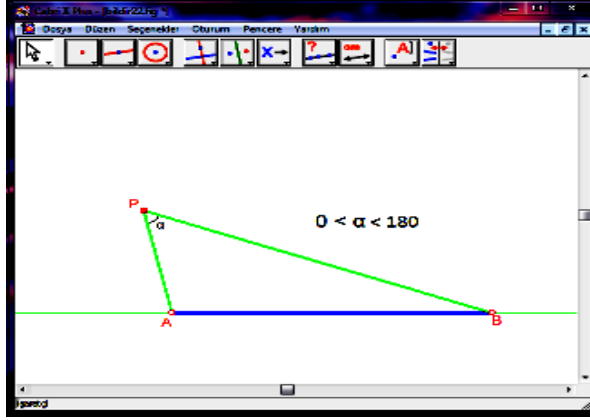 Dosya Düzen Seçenekler Oturum Pencere Yardım
A
P
α
0 < α < 180
A
B